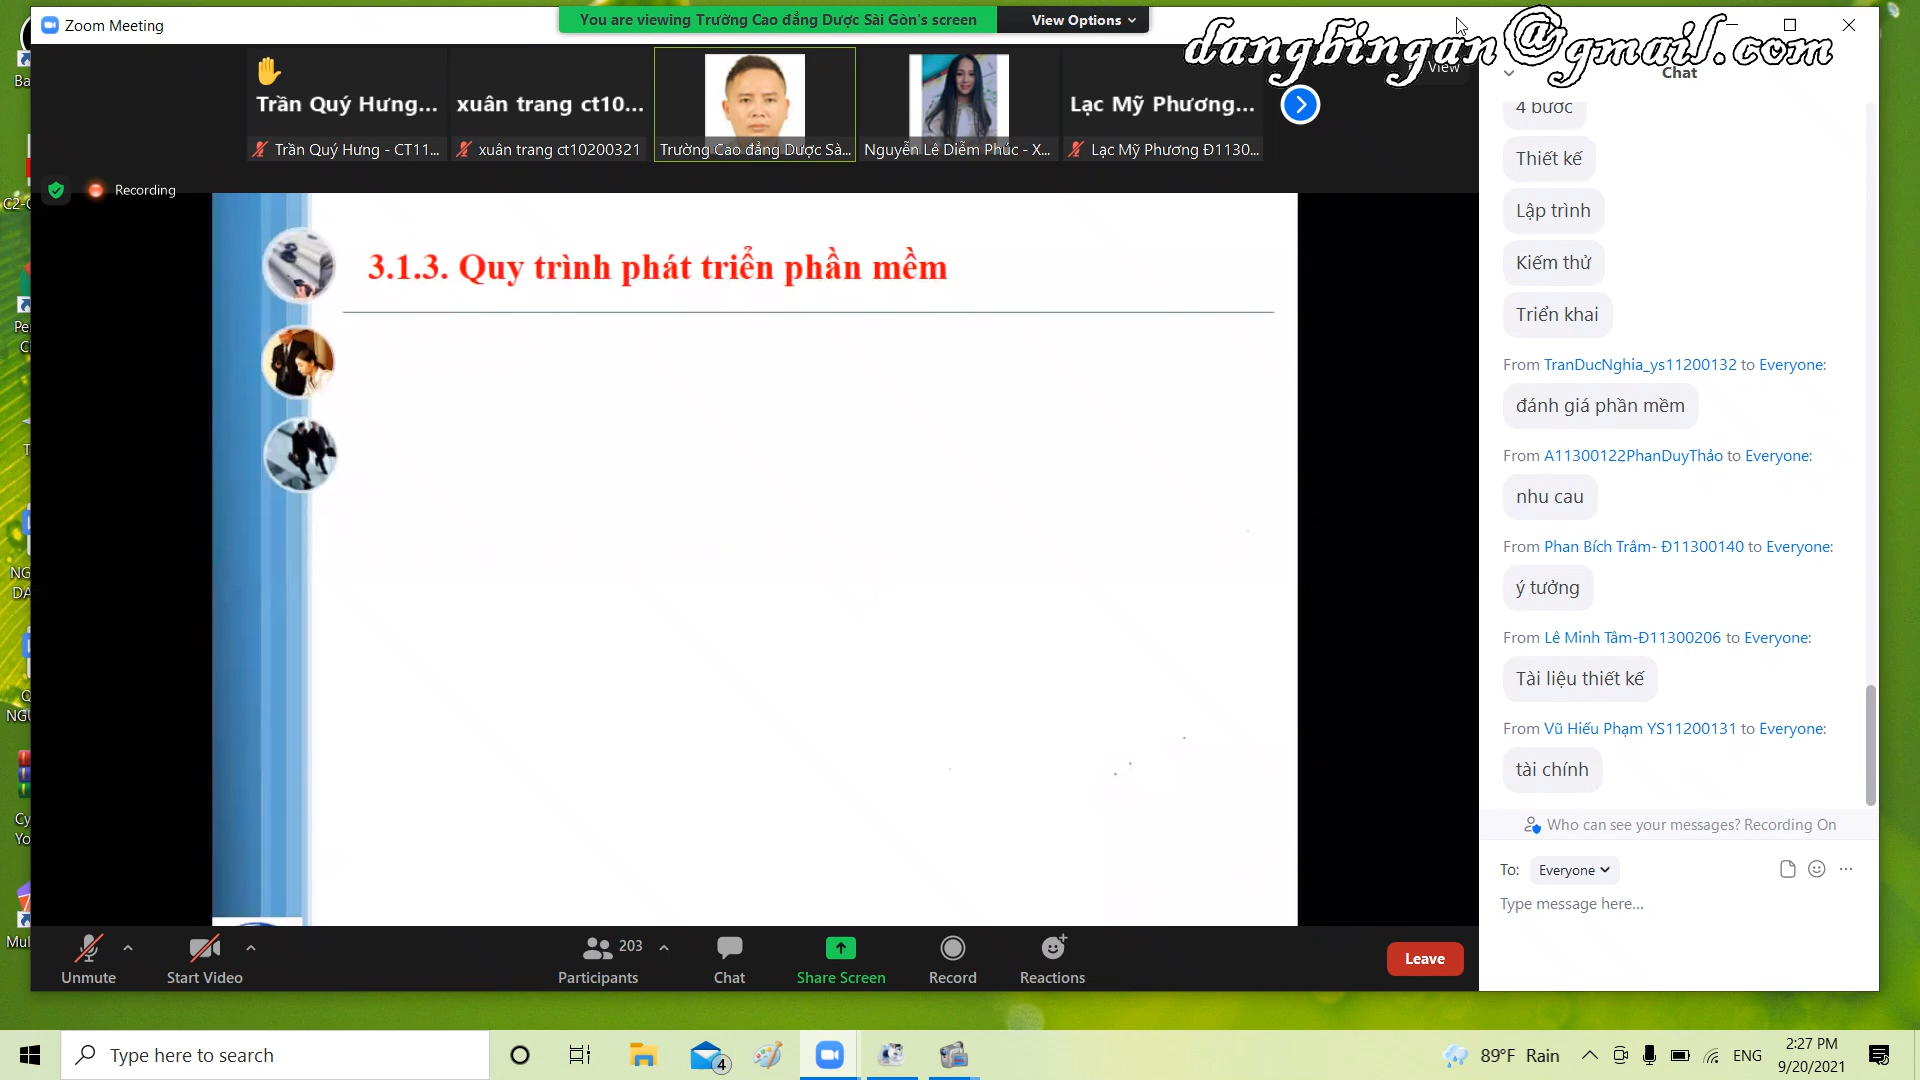 Zoom Meeting
You are viewing Trường Cao đẳng Dược Sài Gòn's screen
View Options
dangbingan@gmail.com
View
Chat
Trần Quý Hưng...
xuân trang ct10...
Lạc Mỹ Phương...
Trần Quý Hưng - CT11...
xuân trang ct10200321
Trường Cao đẳng Dược Sà...
Nguyễn Lê Diễm Phúc - X...
Lạc Mỹ Phương Đ1130...
Recording
3.1.3. Quy trình phát triển phần mềm
4 bước
Thiết kế
Lập trình
Kiếm thử
Triển khai
From TranDucNghia_ys11200132 to Everyone:
đánh giá phần mềm
From A11300122PhanDuyThảo to Everyone:
nhu cau
From Phan Bích Trâm- Đ11300140 to Everyone:
ý tưởng
From Lê Minh Tâm-Đ11300206 to Everyone:
Tài liệu thiết kế
From Vũ Hiếu Phạm YS11200131 to Everyone:
tài chính
Who can see your messages? Recording On
To: Everyone
Type message here...
Unmute
Start Video
203
Participants
Chat
Share Screen
Record
Reactions
Leave
Type here to search
4
89°F Rain
ENG
2:27 PM
9/20/2021